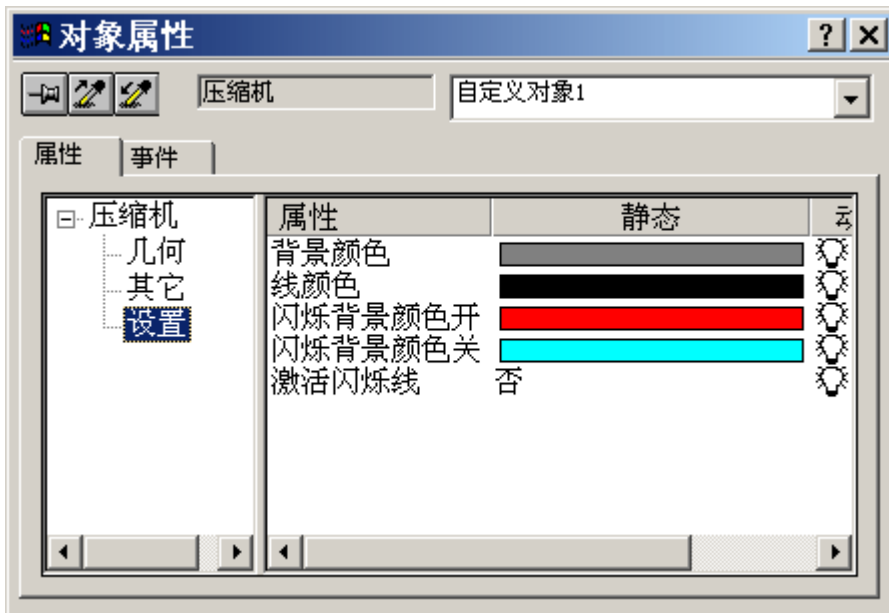 对象属性
压缩机 自定义对象1
属性 事件
压缩机
几何
其它
设置
属性 静态
背景颜色
线颜色
闪烁背景颜色开
闪烁背景颜色关
激活闪烁线 否